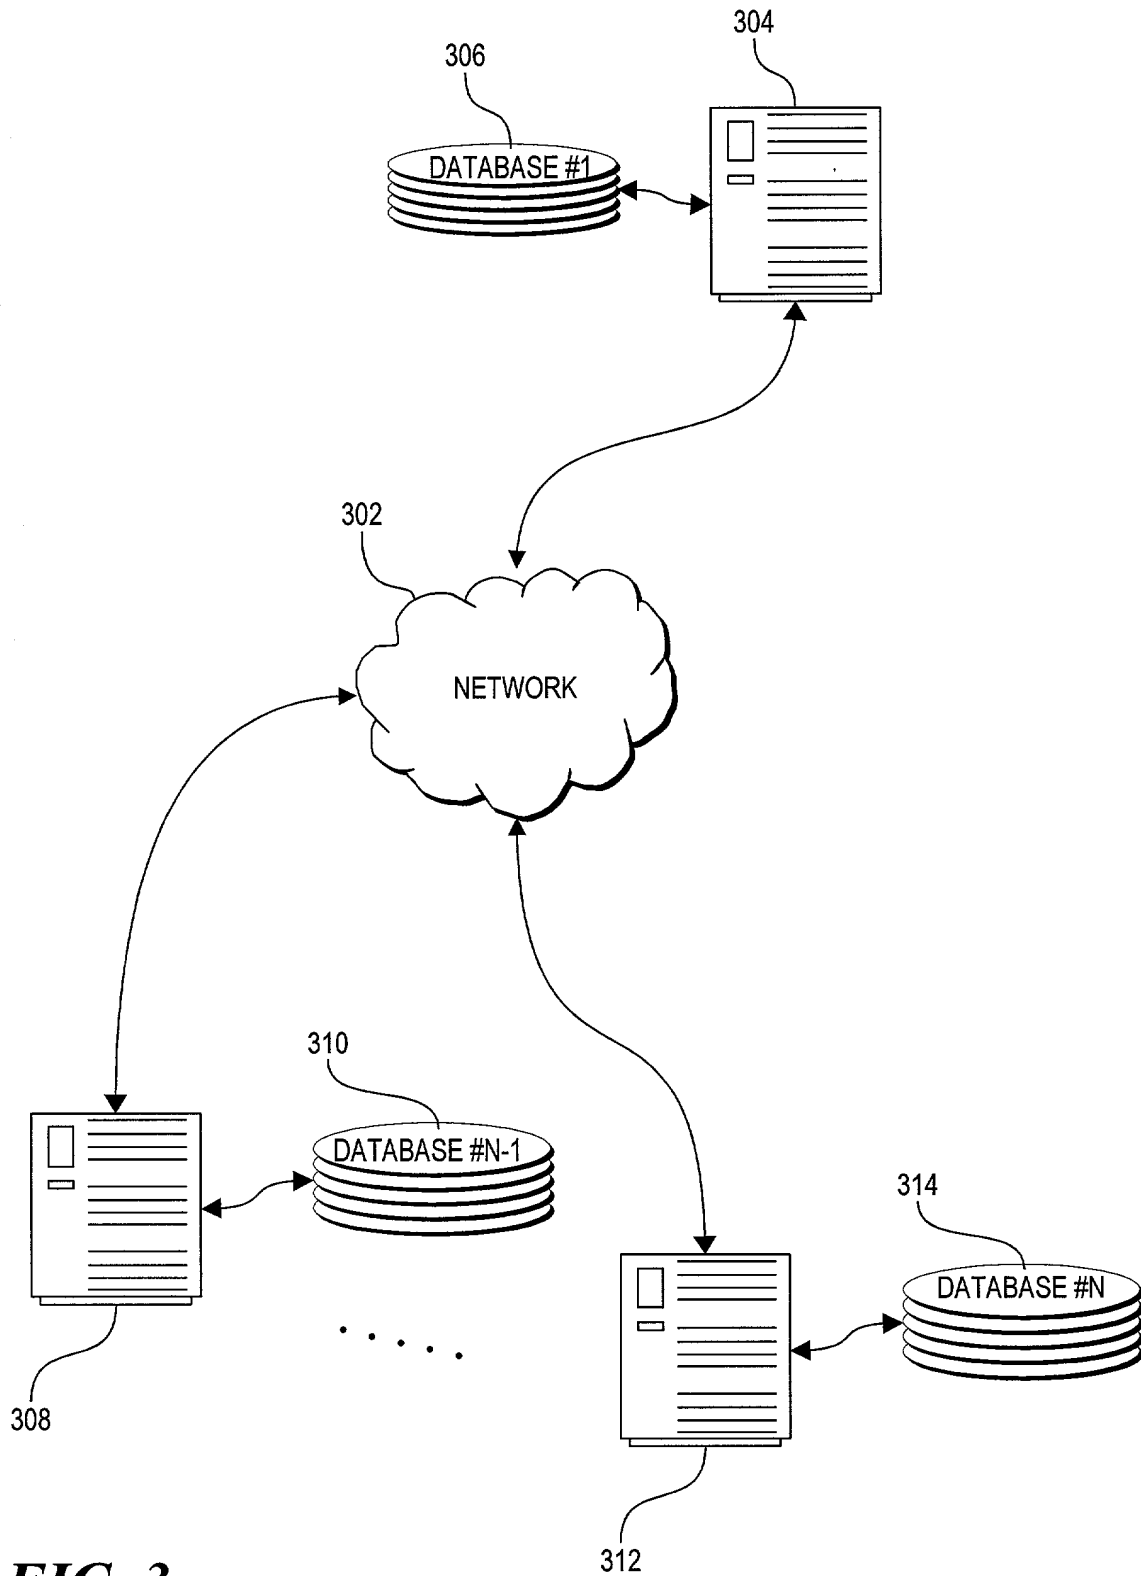 304
306
DATABASE #1
302
NETWORK
310
DATABASE #N-1
314
DATABASE #N
308
312
FIG. 3